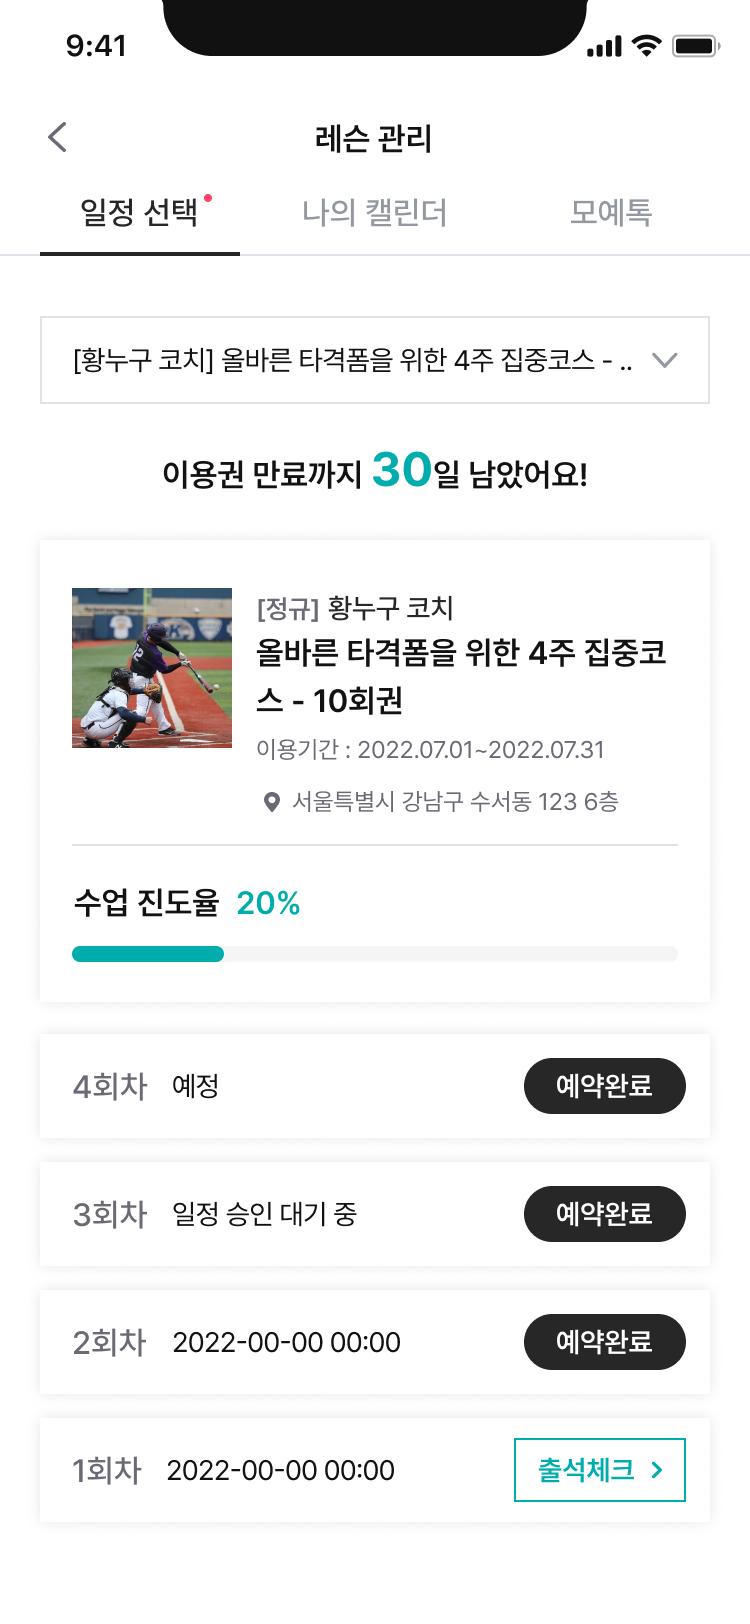 9:41
레슨 관리
일정 선택 나의 캘린더 모예톡
[황누구 코치] 올바른 타격폼을 위한 4주 집중코스 - ..
이용권 만료까지 30일 남았어요!
[정규] 황누구 코치
올바른 타격폼을 위한 4주 집중코
스 - 10회권
이용기간 : 2022.07.01~2022.07.31
서울특별시 강남구 수서동 123 6층
수업 진도율 20%
4회차 예정 예약완료
3회차 일정 승인 대기 중 예약완료
2회차 2022-00-00 00:00 예약완료
1회차 2022-00-00 00:00 출석체크